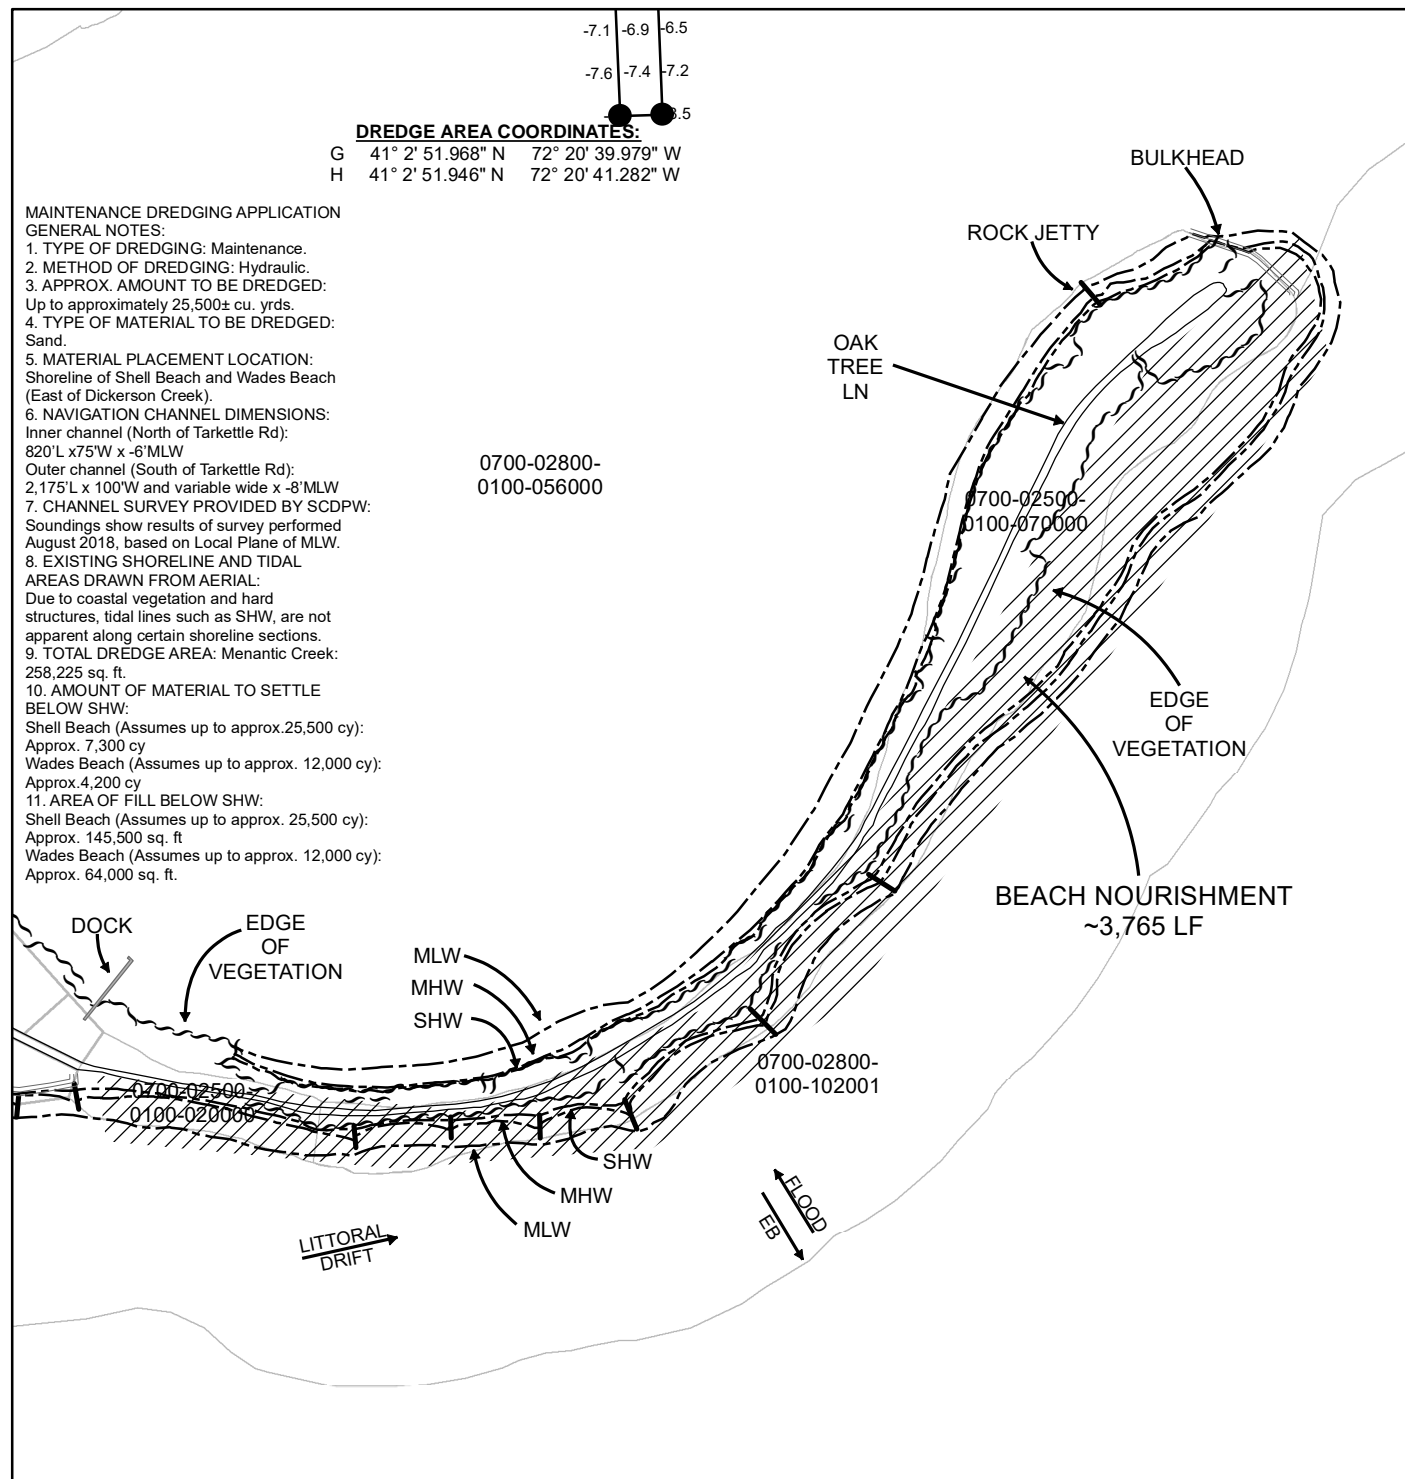 -7.1 -6.9 -6.5
-7.6 -7.4 -7.2
DREDGE AREA COORDINATES:
G 41° 2' 51.968" N 72° 20' 39.979" W
H 41° 2' 51.946" N 72° 20' 41.282" W
MAINTENANCE DREDGING APPLICATION
GENERAL NOTES:
1. TYPE OF DREDGING: Maintenance.
2. METHOD OF DREDGING: Hydraulic.
3. APPROX. AMOUNT TO BE DREDGED:
Up to approximately 25,500± cu. yrds.
4. TYPE OF MATERIAL TO BE DREDGED:
Sand.
5. MATERIAL PLACEMENT LOCATION:
Shoreline of Shell Beach and Wades Beach
(East of Dickerson Creek).
6. NAVIGATION CHANNEL DIMENSIONS:
Inner channel (North of Tarkettle Rd):
820'L x75'W x -6'MLW
Outer channel (South of Tarkettle Rd):
2,175'L x 100'W and variable wide x -8'MLW
7. CHANNEL SURVEY PROVIDED BY SCDPW:
Soundings show results of survey performed
August 2018, based on Local Plane of MLW.
8. EXISTING SHORELINE AND TIDAL
AREAS DRAWN FROM AERIAL:
Due to coastal vegetation and hard
structures, tidal lines such as SHW, are not
apparent along certain shoreline sections.
9. TOTAL DREDGE AREA: Menantic Creek:
258,225 sq. ft.
10. AMOUNT OF MATERIAL TO SETTLE
BELOW SHW:
Shell Beach (Assumes up to approx.25,500 cy):
Approx. 7,300 cy
Wades Beach (Assumes up to approx. 12,000 cy):
Approx.4,200 cy
11. AREA OF FILL BELOW SHW:
Shell Beach (Assumes up to approx. 25,500 cy):
Approx. 145,500 sq. ft
Wades Beach (Assumes up to approx. 12,000 cy):
Approx. 64,000 sq. ft.
BULKHEAD
ROCK JETTY
OAK
TREE
LN
0700-02800-
0100-056000
0700-02500-
0100-070000
EDGE
OF
VEGETATION
BEACH NOURISHMENT
~3,765 LF
DOCK
EDGE
OF
VEGETATION
MLW
MHW
SHW
0700-02800-
0100-102001
0700-02500-
0100-020000
SHW
MHW
MLW
FLOOD
EB
LITTORAL
DRIFT